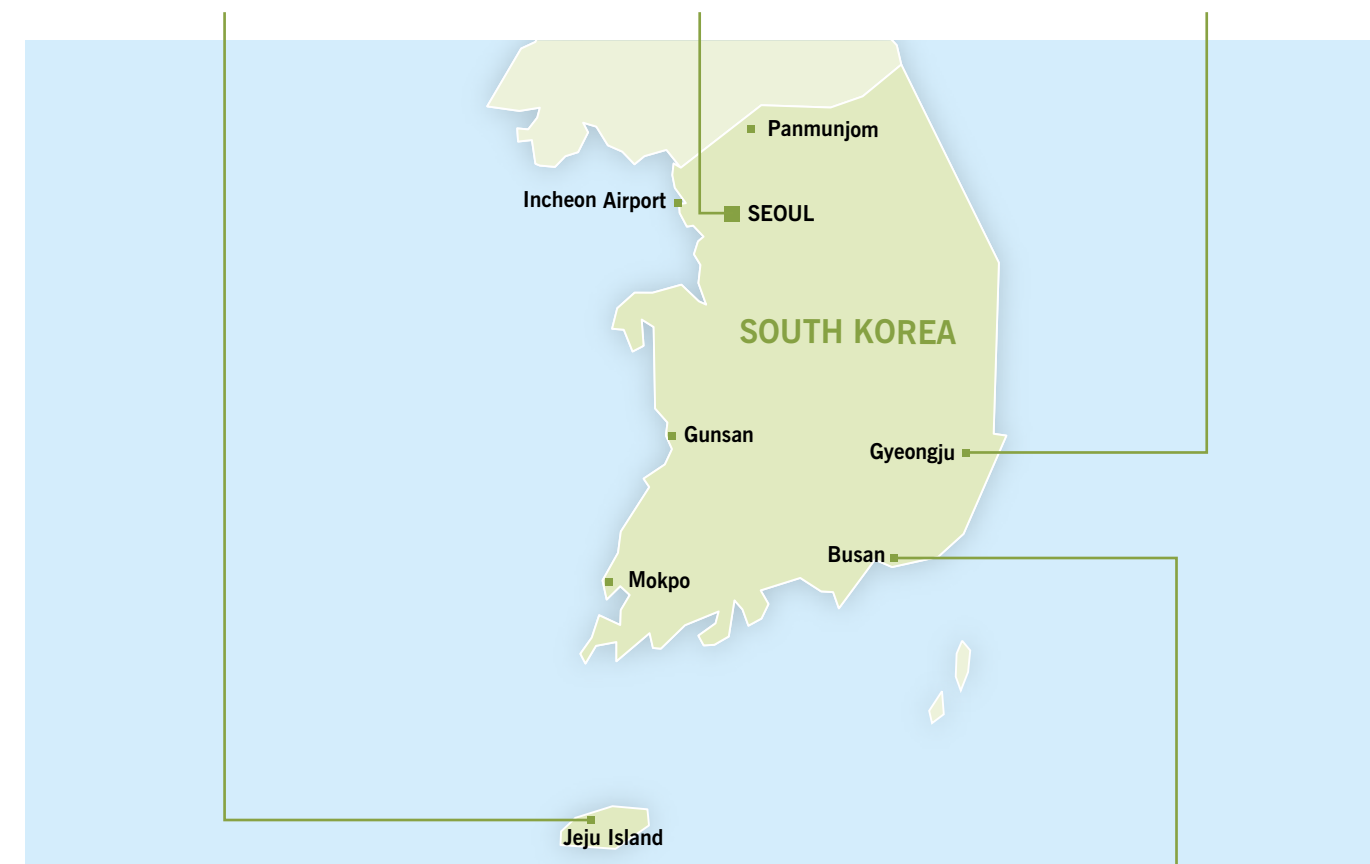 Panmunjom
Incheon Airport
SEOUL
SOUTH KOREA
Gunsan
Gyeongju
Busan
Mokpo
Jeju Island